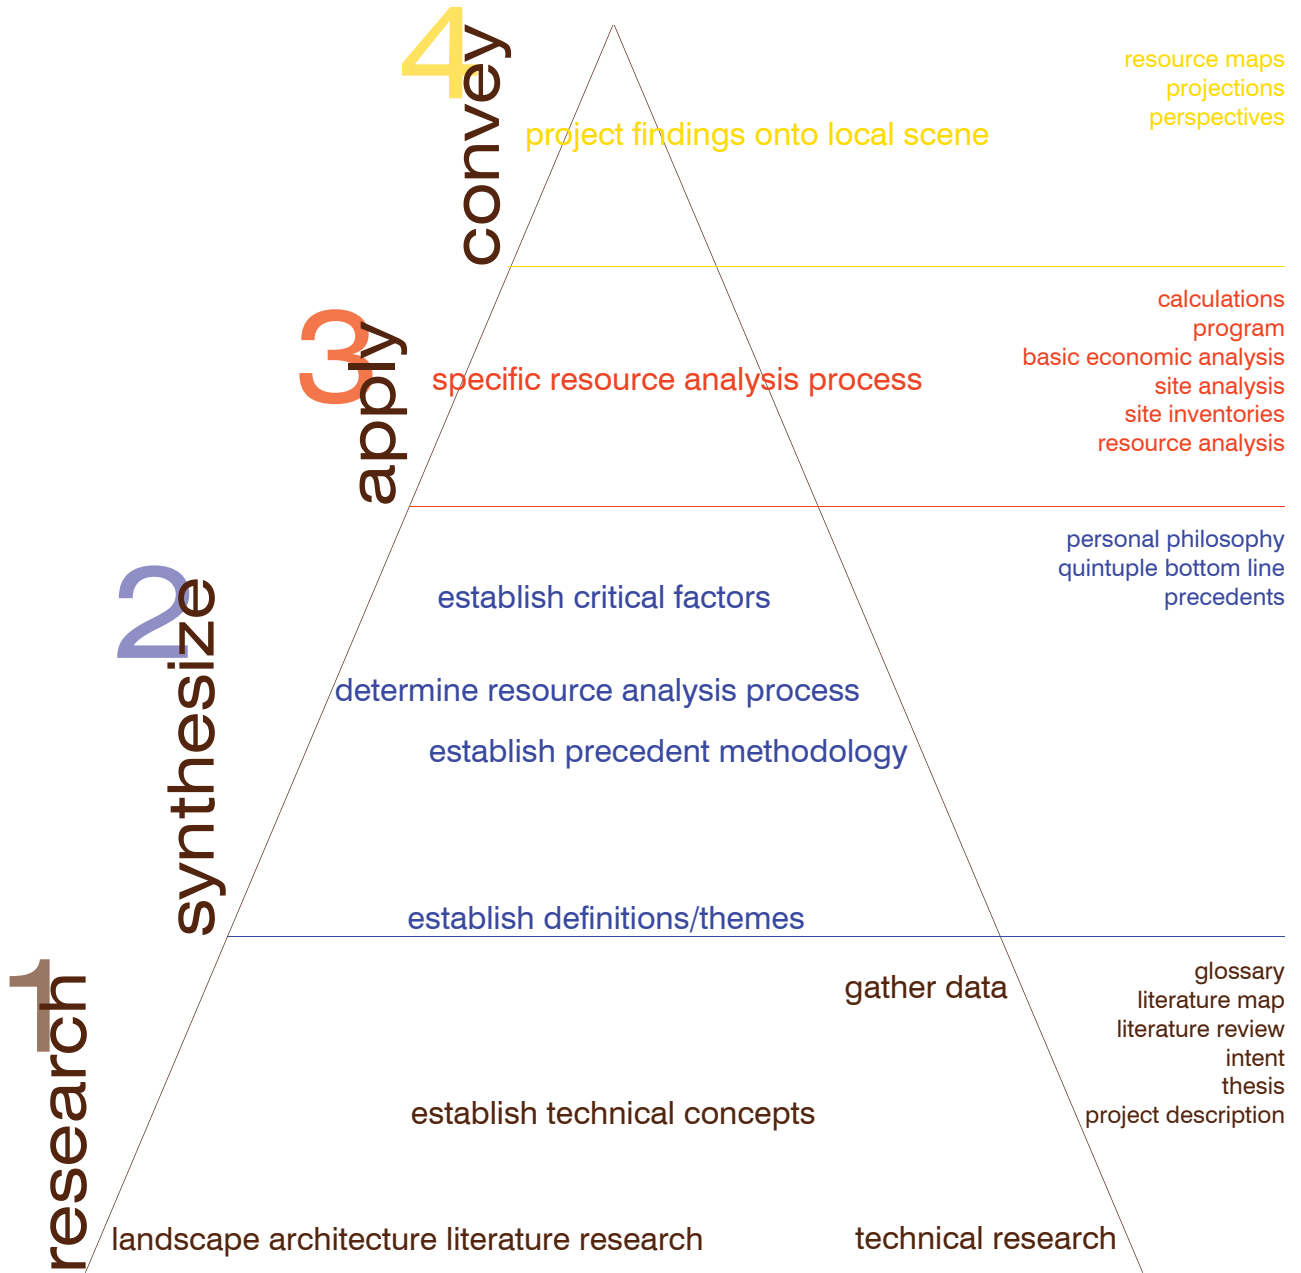 4
convey
project findings onto local scene
resource maps
projections
perspectives
3
apply
specific resource analysis process
calculations
program
basic economic analysis
site analysis
site inventories
resource analysis
2
synthesize
establish critical factors
determine resource analysis process
establish precedent methodology
establish definitions/themes
personal philosophy
quintuple bottom line
precedents
1
research
gather data
establish technical concepts
landscape architecture literature research
technical research
glossary
literature map
literature review
intent
thesis
project description